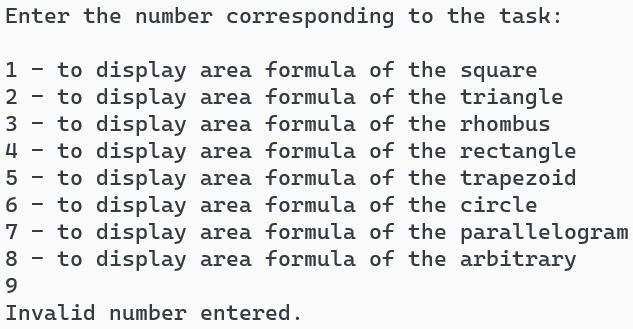 Enter the number corresponding to the task:
1 – to display area formula of the square
2 – to display area formula of the triangle
3 – to display area formula of the rhombus
4 – to display area formula of the rectangle
5 – to display area formula of the trapezoid
6 – to display area formula of the circle
7 – to display area formula of the parallelogram
8 – to display area formula of the arbitrary
9
Invalid number entered.